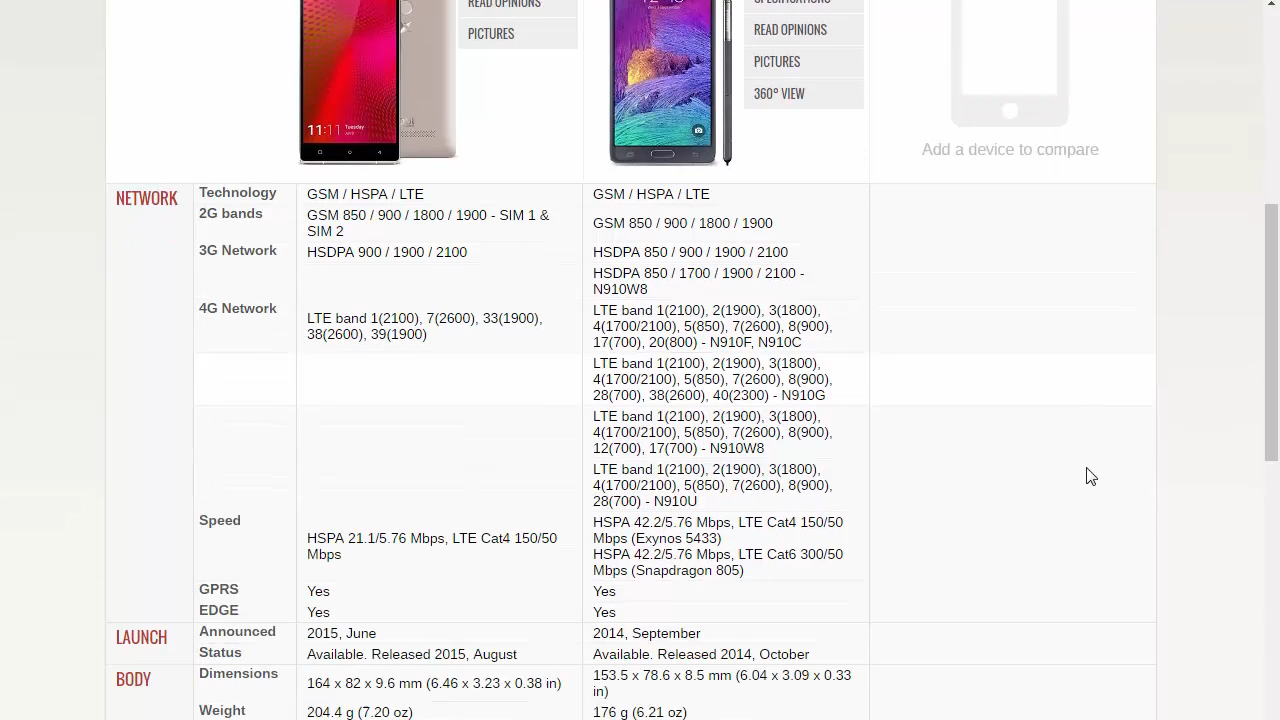 READ OPINIONS
PICTURES
READ OPINIONS
PICTURES
360° VIEW
11:11 Tuesday
Add a device to compare
NETWORK
Technology
GSM / HSPA / LTE
GSM / HSPA / LTE
2G bands
GSM 850 / 900 / 1800 / 1900 - SIM 1 &
SIM 2
GSM 850 / 900 / 1800 / 1900
3G Network
HSDPA 900 / 1900 / 2100
HSDPA 850 / 900 / 1900 / 2100
HSDPA 850 / 1700 / 1900 / 2100 -
N910W8
4G Network
LTE band 1(2100), 7(2600), 33(1900),
38(2600), 39(1900)
LTE band 1(2100), 2(1900), 3(1800),
4(1700/2100), 5(850), 7(2600), 8(900),
17(700), 20(800) - N910F, N910C
LTE band 1(2100), 2(1900), 3(1800),
4(1700/2100), 5(850), 7(2600), 8(900),
28(700), 38(2600), 40(2300) - N910G
LTE band 1(2100), 2(1900), 3(1800),
4(1700/2100), 5(850), 7(2600), 8(900),
12(700), 17(700) - N910W8
LTE band 1(2100), 2(1900), 3(1800),
4(1700/2100), 5(850), 7(2600), 8(900),
28(700) - N910U
Speed
HSPA 21.1/5.76 Mbps, LTE Cat4 150/50
Mbps
HSPA 42.2/5.76 Mbps, LTE Cat4 150/50
Mbps (Exynos 5433)
HSPA 42.2/5.76 Mbps, LTE Cat6 300/50
Mbps (Snapdragon 805)
GPRS
Yes
Yes
EDGE
Yes
Yes
LAUNCH
Announced
2015, June
2014, September
Status
Available. Released 2015, August
Available. Released 2014, October
BODY
Dimensions
164 x 82 x 9.6 mm (6.46 x 3.23 x 0.38 in)
153.5 x 78.6 x 8.5 mm (6.04 x 3.09 x 0.33
in)
Weight
204.4 g (7.20 oz)
176 g (6.21 oz)